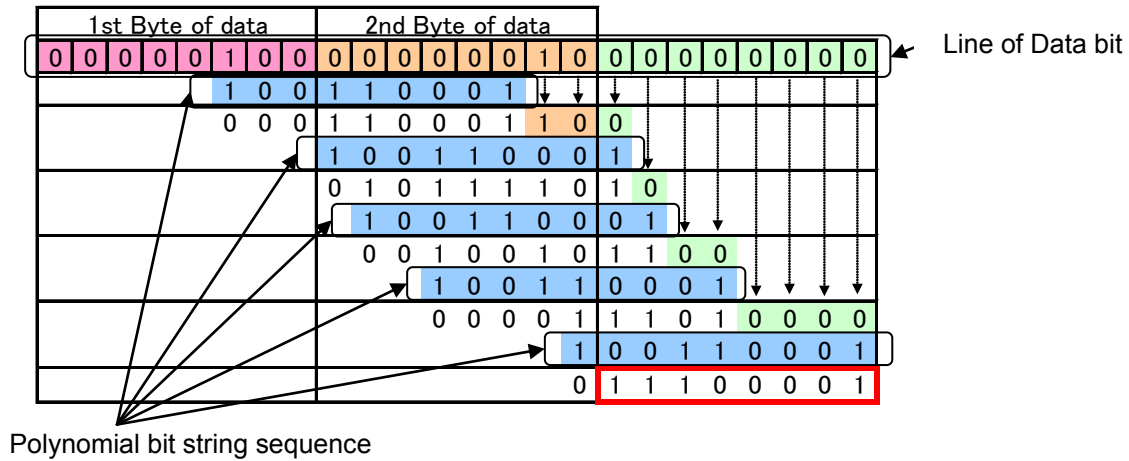 1st Byte of data 2nd Byte of data
0 0 0 0 0 1 0 0 0 0 0 0 0 0 1 0 0 0 0 0 0 0 0 0 Line of Data bit
1 0 0 1 1 0 0 0 1
0 0 0 1 1 0 0 0 1 1 0 0
1 0 0 1 1 0 0 0 1
0 1 0 1 1 1 1 0 1 0
1 0 0 1 1 0 0 0 1
0 0 1 0 0 1 0 1 1 0 0
1 0 0 1 1 0 0 0 1
0 0 0 0 1 1 1 0 1 0 0 0 0
1 0 0 1 1 0 0 0 1
0 1 1 1 0 0 0 0 1
Polynomial bit string sequence